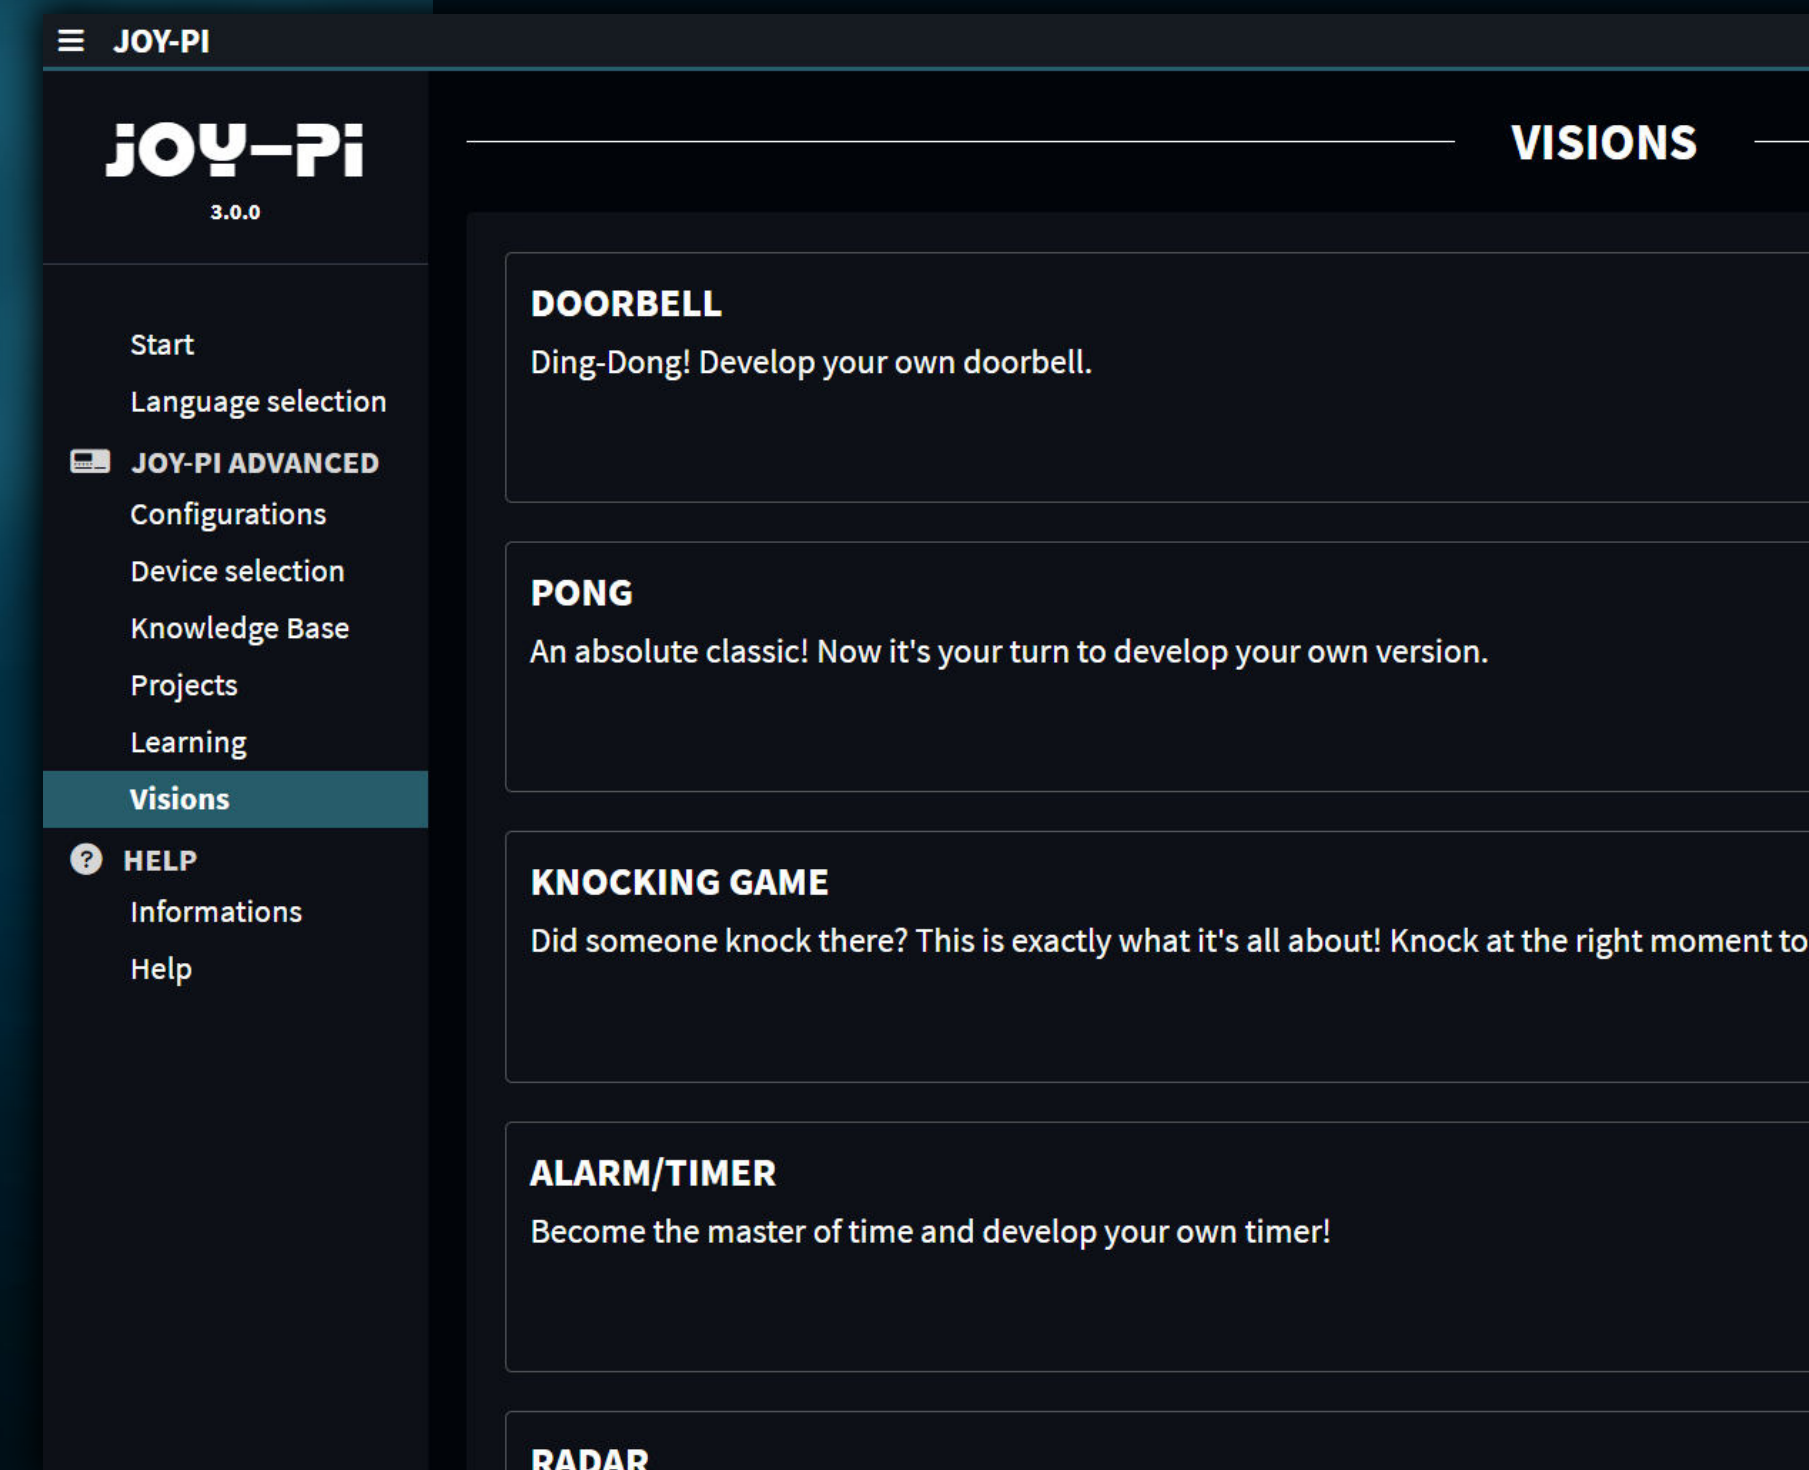 JOY-PI
JOY-Pi
3.0.0
Start
Language selection
JOY-PI ADVANCED
Configurations
Device selection
Knowledge Base
Projects
Learning
Visions
HELP
Informations
Help
VISIONS
DOORBELL
Ding-Dong! Develop your own doorbell.
PONG
An absolute classic! Now it's your turn to develop your own version.
KNOCKING GAME
Did someone knock there? This is exactly what it's all about! Knock at the right moment to
ALARM/TIMER
Become the master of time and develop your own timer!
RADAR